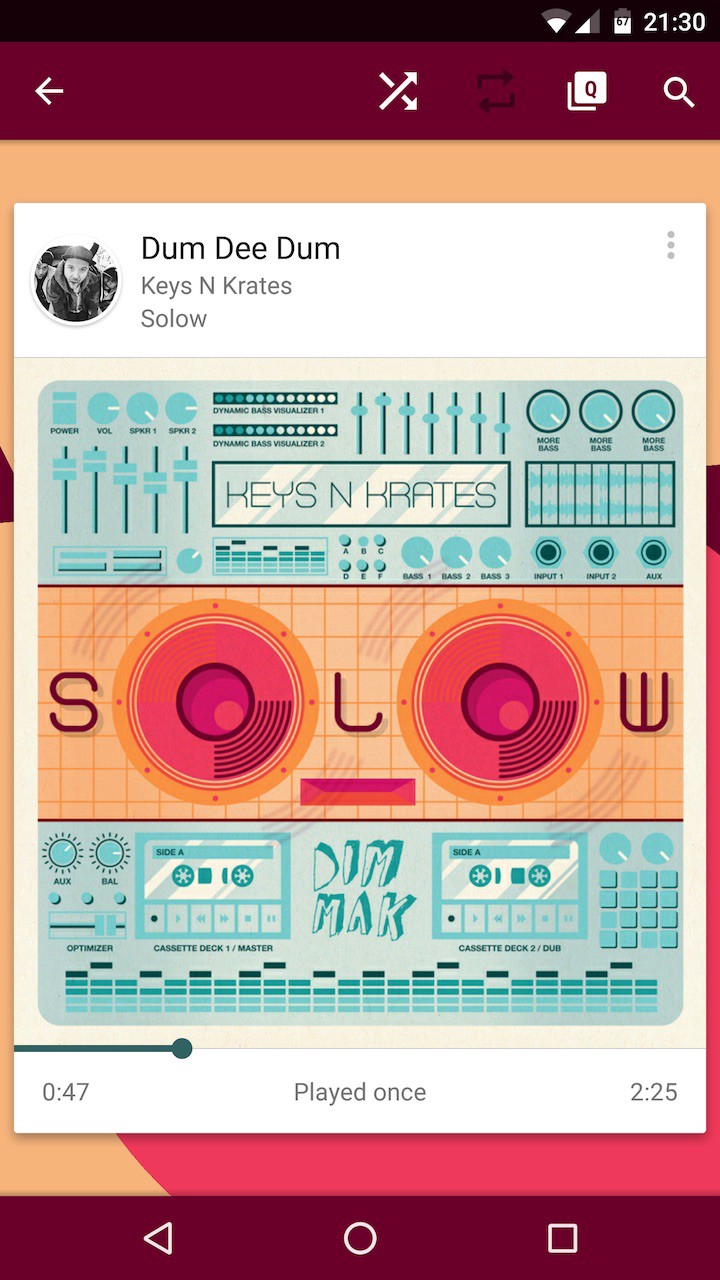 67 21:30
Q
Dum Dee Dum
Keys N Krates
Solow
POWER VOL SPKR 1 SPKR 2
DYNAMIC BASS VISUALIZER 1
DYNAMIC BASS VISUALIZER 2
MORE BASS MORE BASS MORE BASS
KEYS N KRATES
A B C
D E F
BASS 1 BASS 2 BASS 3
INPUT 1 INPUT 2 AUX
S O L O W
AUX BAL
OPTIMIZER
SIDE A
CASSETTE DECK 1 / MASTER
DIM
MAK
SIDE A
CASSETTE DECK 2 / DUB
0:47 Played once 2:25